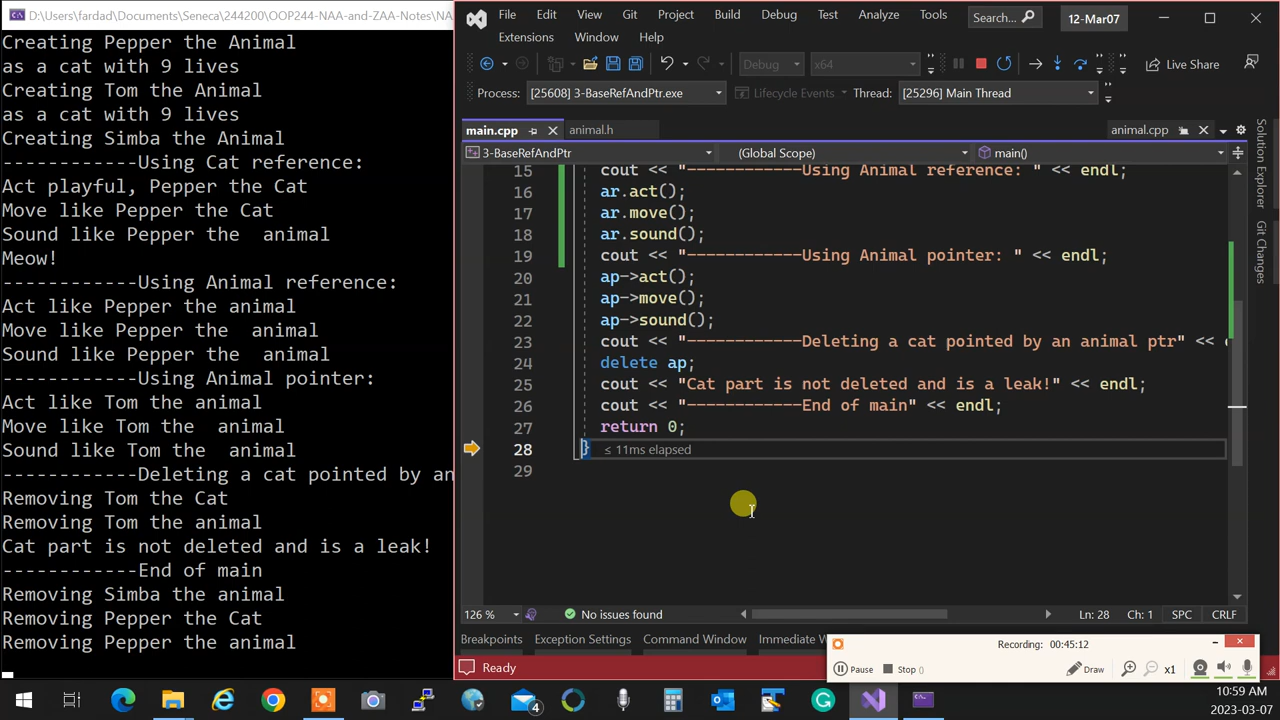 D:\Users\fardad\Documents\Seneca\244200\OOP244-NAA-and-ZAA-Notes\NA
Creating Pepper the Animal
as a cat with 9 lives
Creating Tom the Animal
as a cat with 9 lives
Creating Simba the Animal
------------Using Cat reference:
Act playful, Pepper the Cat
Move like Pepper the Cat
Sound like Pepper the  animal
Meow!
------------Using Animal reference:
Act like Pepper the animal
Move like Pepper the  animal
Sound like Pepper the  animal
------------Using Animal pointer:
Act like Tom the animal
Move like Tom the  animal
Sound like Tom the  animal
------------Deleting a cat pointed by an
Removing Tom the Cat
Removing Tom the animal
Cat part is not deleted and is a leak!
------------End of main
Removing Simba the animal
Removing Pepper the Cat
Removing Pepper the animal
File Edit View Git Project Build Debug Test Analyze Tools Search... 12-Mar07
Extensions Window Help
Debug x64 Live Share
Process: [25608] 3-BaseRefAndPtr.exe Lifecycle Events Thread: [25296] Main Thread
main.cpp animal.h animal.cpp
3-BaseRefAndPtr (Global Scope) main()
15 cout << "------------Using Animal reference: " << endl;
16 ar.act();
17 ar.move();
18 ar.sound();
19 cout << "------------Using Animal pointer: " << endl;
20 ap->act();
21 ap->move();
22 ap->sound();
23 cout << "------------Deleting a cat pointed by an animal ptr" <<
24 delete ap;
25 cout << "Cat part is not deleted and is a leak!" << endl;
26 cout << "------------End of main" << endl;
27 return 0;
28 } ≤ 11ms elapsed
29
Solution Explorer
Git Changes
126 % No issues found Ln: 28 Ch: 1 SPC CRLF
Breakpoints Exception Settings Command Window Immediate W
Ready
Recording: 00:45:12
Pause Stop () Draw x1
4
10:59 AM
2023-03-07